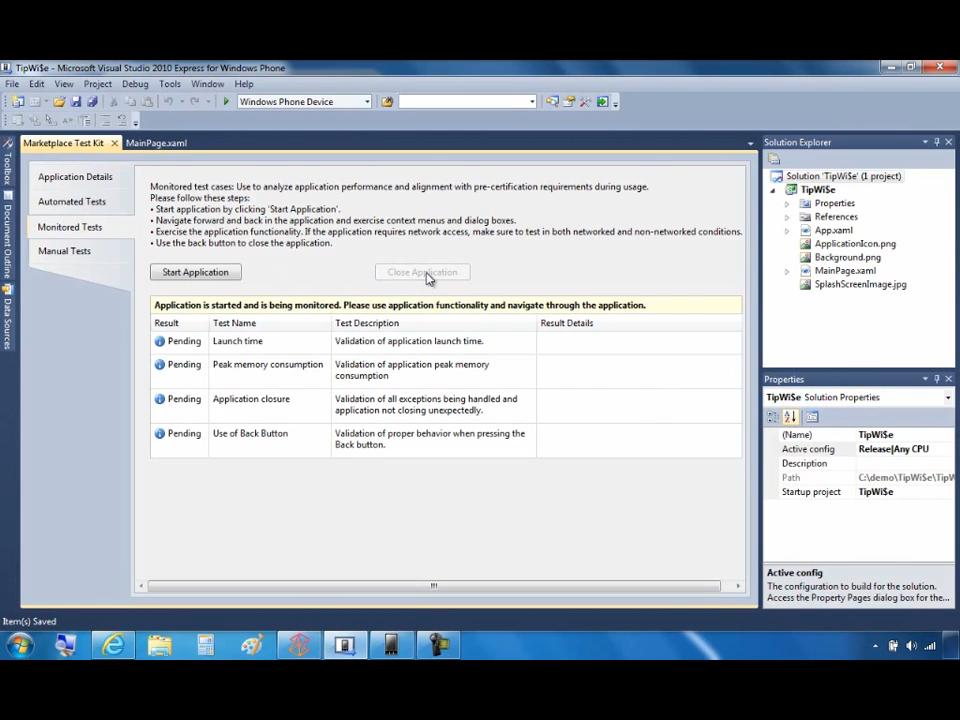 TipWi$e - Microsoft Visual Studio 2010 Express for Windows Phone
File Edit View Project Debug Tools Window Help
Windows Phone Device
Marketplace Test Kit MainPage.xaml
Toolbox
Document Outline
Data Sources
Application Details
Automated Tests
Monitored Tests
Manual Tests
Monitored test cases: Use to analyze application performance and alignment with pre-certification requirements during usage.
Please follow these steps:
• Start application by clicking 'Start Application'.
• Navigate forward and back in the application and exercise context menus and dialog boxes.
• Exercise the application functionality. If the application requires network access, make sure to test in both networked and non-networked conditions.
• Use the back button to close the application.
Start Application Close Application
Application is started and is being monitored. Please use application functionality and navigate through the application.
Result Test Name Test Description Result Details
Pending Launch time Validation of application launch time.
Pending Peak memory consumption Validation of application peak memory
consumption
Pending Application closure Validation of all exceptions being handled and
application not closing unexpectedly.
Pending Use of Back Button Validation of proper behavior when pressing the
Back button.
Solution Explorer
Solution 'TipWi$e' (1 project)
TipWi$e
Properties
References
App.xaml
ApplicationIcon.png
Background.png
MainPage.xaml
SplashScreenImage.jpg
Properties
TipWi$e Solution Properties
(Name) TipWi$e
Active config Release|Any CPU
Description
Path C:\demo\TipWi$e\TipW
Startup project TipWi$e
Active config
The configuration to build for the solution.
Access the Property Pages dialog box for the...
Item(s) Saved